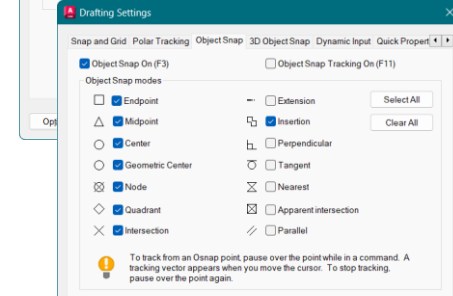 Drafting Settings
Snap and Grid Polar Tracking Object Snap 3D Object Snap Dynamic Input Quick Propert
Object Snap On (F3) Object Snap Tracking On (F11)
Object Snap modes
Endpoint Extension Select All
Midpoint Insertion Clear All
Center Perpendicular
Geometric Center Tangent
Node Nearest
Quadrant Apparent intersection
Intersection Parallel
To track from an Osnap point, pause over the point while in a command. A
tracking vector appears when you move the cursor. To stop tracking,
pause over the point again.